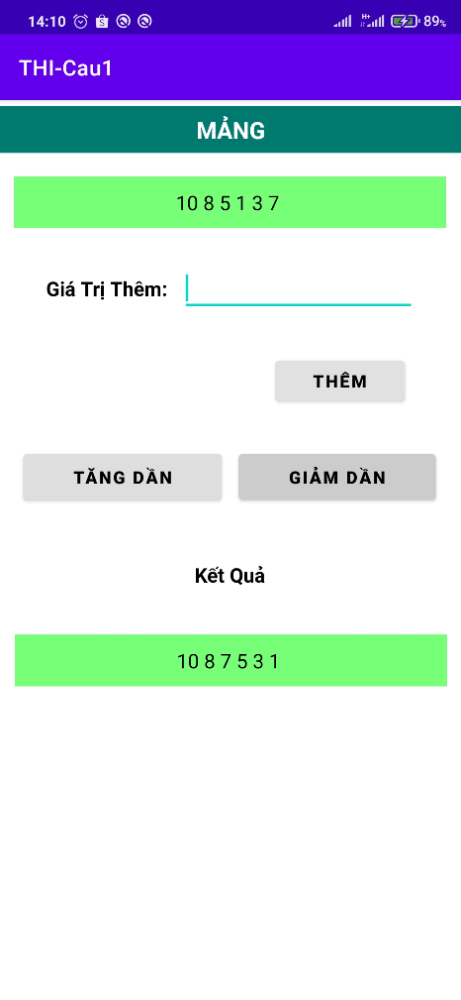 14:10 H+ 89%
THI-Cau1
MẢNG
10 8 5 1 3 7
Giá Trị Thêm:
THÊM
TĂNG DẦN GIẢM DẦN
Kết Quả
10 8 7 5 3 1